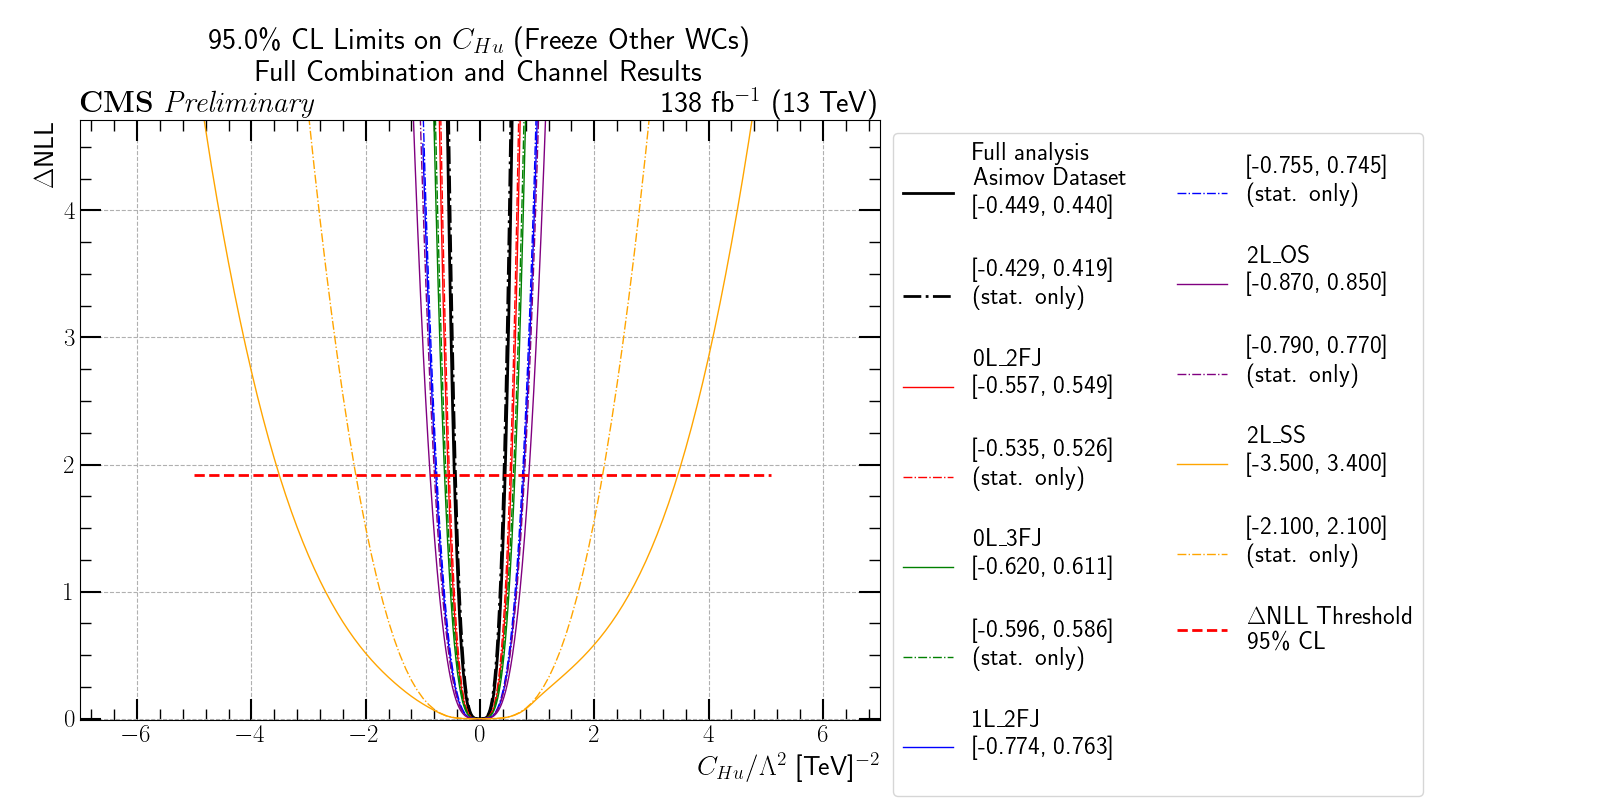 95.0% CL Limits on C_{Hu} (Freeze Other WCs)
Full Combination and Channel Results
CMS Preliminary
138 fb^{-1} (13 TeV)
ΔNLL
4
3
2
1
0
−6 −4 −2 0 2 4 6
C_{Hu}/Λ^2 [TeV]^{−2}
Full analysis
Asimov Dataset
[-0.449, 0.440]
[-0.429, 0.419]
(stat. only)
0L_2FJ
[-0.557, 0.549]
[-0.535, 0.526]
(stat. only)
0L_3FJ
[-0.620, 0.611]
[-0.596, 0.586]
(stat. only)
1L_2FJ
[-0.774, 0.763]
[-0.755, 0.745]
(stat. only)
2L_OS
[-0.870, 0.850]
[-0.790, 0.770]
(stat. only)
2L_SS
[-3.500, 3.400]
[-2.100, 2.100]
(stat. only)
ΔNLL Threshold
95% CL